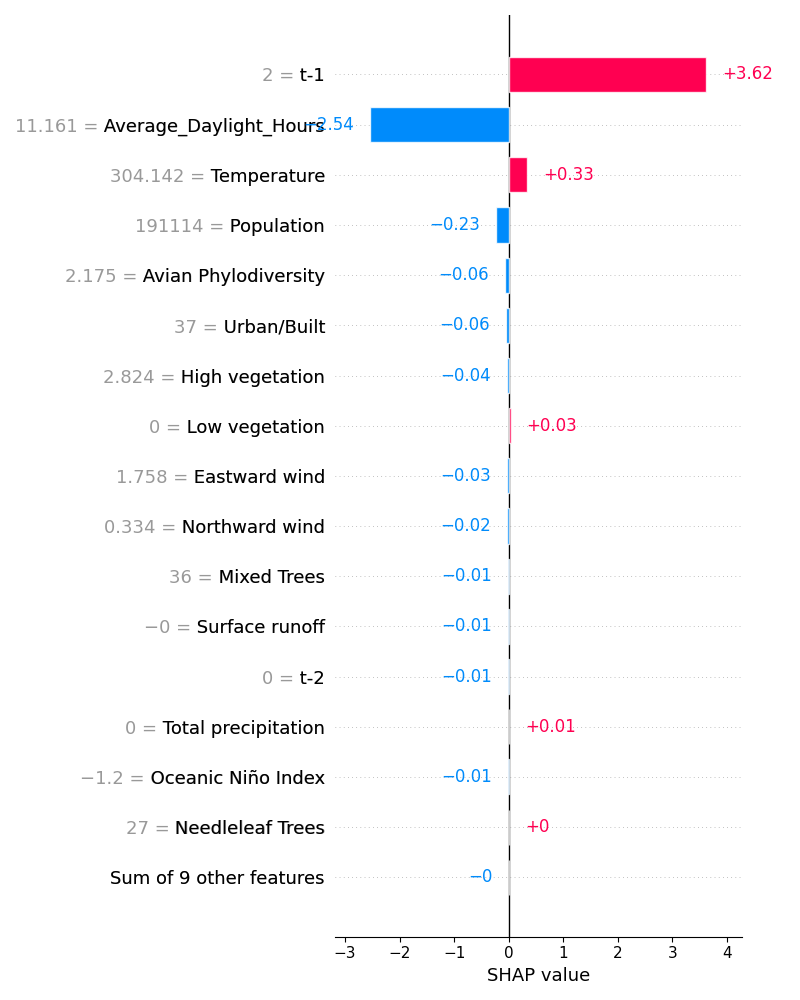 2 = t-1 +3.62
11.161 = Average_Daylight_Hours −2.54
304.142 = Temperature +0.33
191114 = Population −0.23
2.175 = Avian Phylodiversity −0.06
37 = Urban/Built −0.06
2.824 = High vegetation −0.04
0 = Low vegetation +0.03
1.758 = Eastward wind −0.03
0.334 = Northward wind −0.02
36 = Mixed Trees −0.01
−0 = Surface runoff −0.01
0 = t-2 −0.01
0 = Total precipitation +0.01
−1.2 = Oceanic Niño Index −0.01
27 = Needleleaf Trees +0
Sum of 9 other features −0
−3 −2 −1 0 1 2 3 4
SHAP value